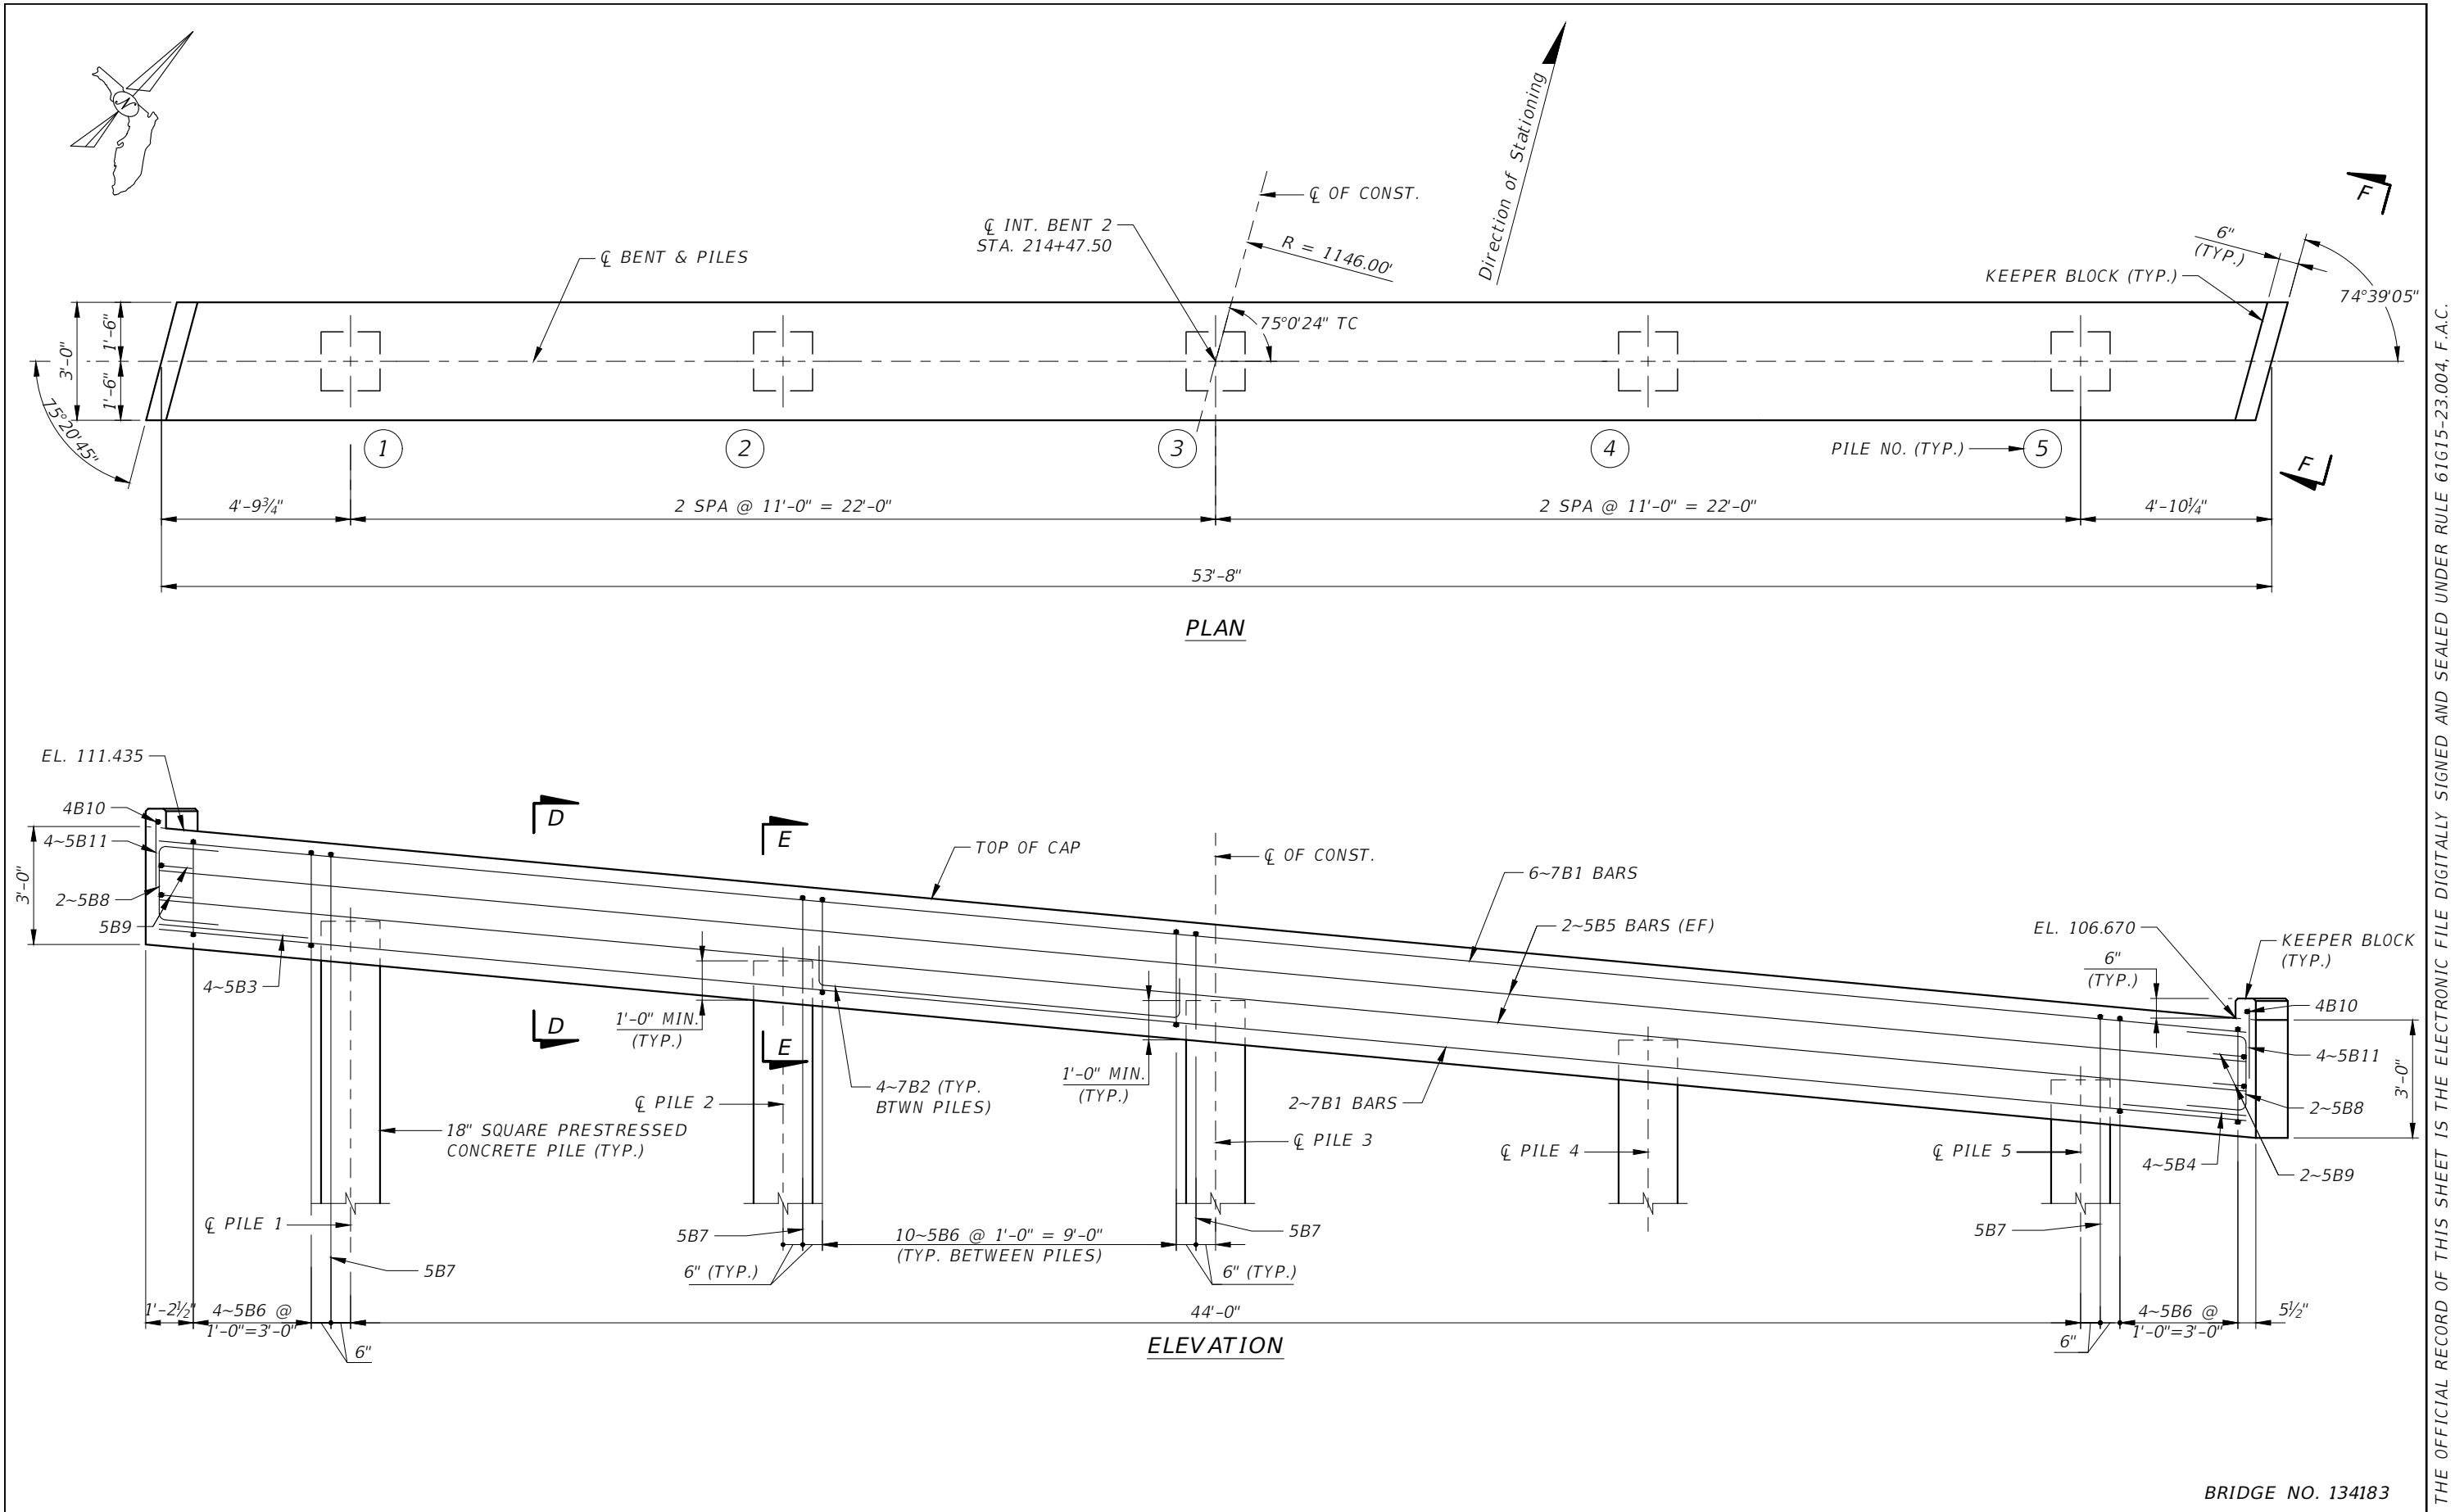 Direction of Stationing
℄ OF CONST.
℄ INT. BENT 2
STA. 214+47.50
R = 1146.00'
℄ BENT & PILES
6"
(TYP.)
F
KEEPER BLOCK (TYP.)
74°39'05"
75°0'24" TC
3'-0"
1'-6"
1'-6"
75°20'45"
1
2
3
4
PILE NO. (TYP.)
5
F
4'-9¾"
2 SPA @ 11'-0" = 22'-0"
2 SPA @ 11'-0" = 22'-0"
4'-10¼"
53'-8"
PLAN
EL. 111.435
4B10
4~5B11
3'-0"
2~5B8
5B9
4~5B3
D
E
TOP OF CAP
℄ OF CONST.
6~7B1 BARS
2~5B5 BARS (EF)
EL. 106.670
KEEPER BLOCK
(TYP.)
6"
(TYP.)
4B10
4~5B11
3'-0"
2~5B8
4~5B4
2~5B9
D
E
1'-0" MIN.
(TYP.)
1'-0" MIN.
(TYP.)
4~7B2 (TYP.
BTWN PILES)
2~7B1 BARS
℄ PILE 2
18" SQUARE PRESTRESSED
CONCRETE PILE (TYP.)
℄ PILE 3
℄ PILE 4
℄ PILE 5
℄ PILE 1
5B7
5B7
10~5B6 @ 1'-0" = 9'-0"
(TYP. BETWEEN PILES)
5B7
5B7
6" (TYP.)
6" (TYP.)
1'-2½"
4~5B6 @
1'-0"=3'-0"
6"
44'-0"
6"
4~5B6 @
1'-0"=3'-0"
5½"
ELEVATION
BRIDGE NO. 134183
THE OFFICIAL RECORD OF THIS SHEET IS THE ELECTRONIC FILE DIGITALLY SIGNED AND SEALED UNDER RULE 61G15-23.004, F.A.C.
N